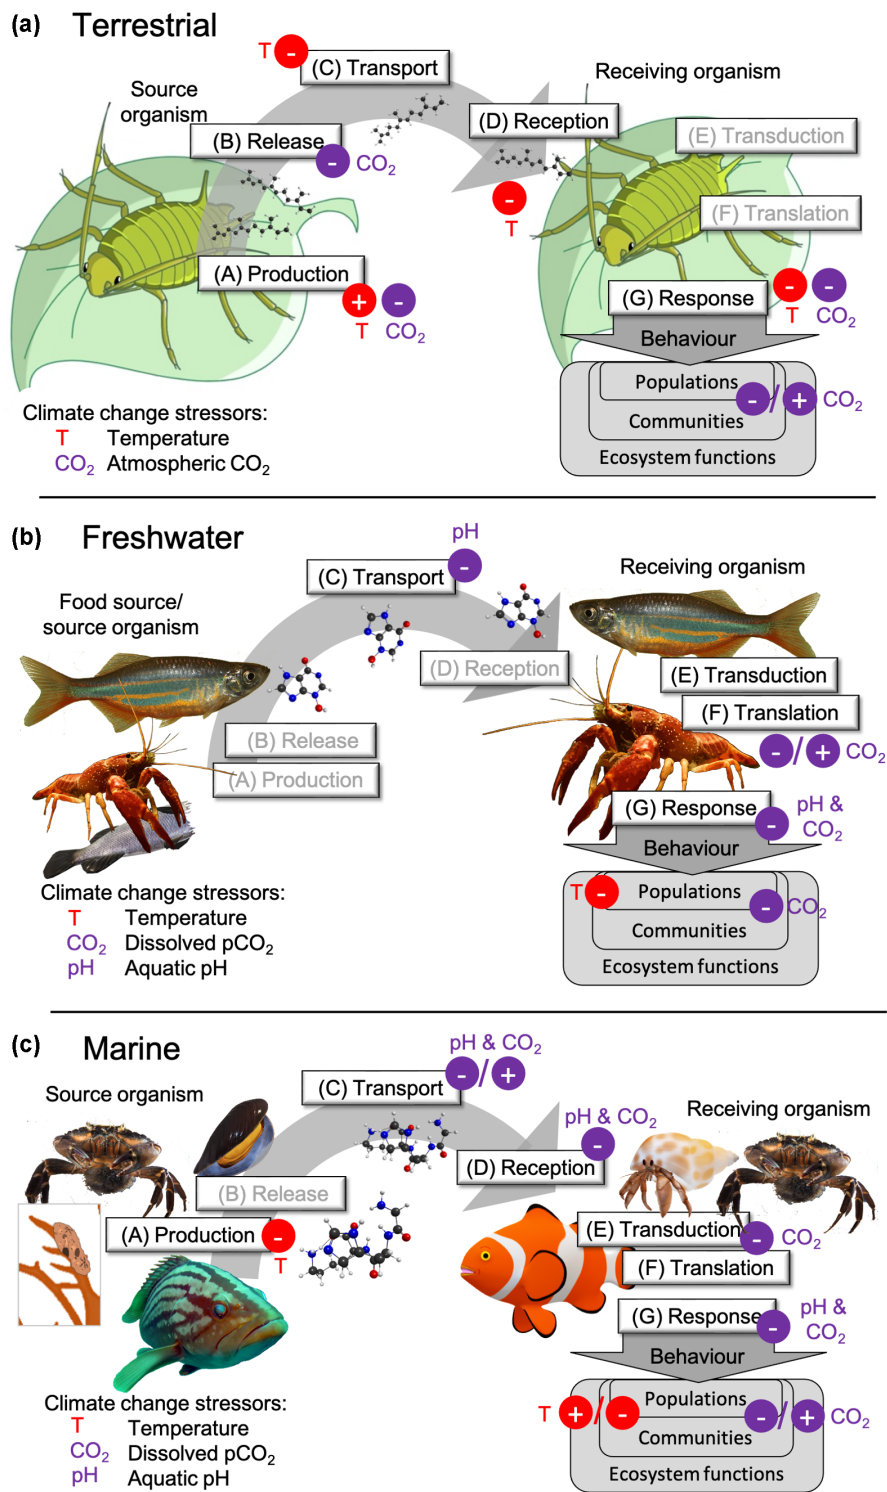 (a) Terrestrial
T - (C) Transport
Receiving organism
Source
organism
(B) Release
- CO₂
(D) Reception
- T
(E) Transduction
(F) Translation
(A) Production
+ -
T CO₂
(G) Response - -
T CO₂
Behaviour
Populations
- / + CO₂
Communities
Ecosystem functions
Climate change stressors:
T Temperature
CO₂ Atmospheric CO₂
(b) Freshwater
pH
(C) Transport -
Receiving organism
Food source/
source organism
(D) Reception
(E) Transduction
(F) Translation
- / + CO₂
(B) Release
(A) Production
(G) Response - pH &
CO₂
Behaviour
T - Populations
- CO₂
Communities
Ecosystem functions
Climate change stressors:
T Temperature
CO₂ Dissolved pCO₂
pH Aquatic pH
(c) Marine
pH & CO₂
- / +
(C) Transport
Source organism
pH & CO₂
-
Receiving organism
(D) Reception
(B) Release
(A) Production -
T
(E) Transduction
- CO₂
(F) Translation
(G) Response - pH &
CO₂
Behaviour
Populations
T + / - - / + CO₂
Communities
Ecosystem functions
Climate change stressors:
T Temperature
CO₂ Dissolved pCO₂
pH Aquatic pH